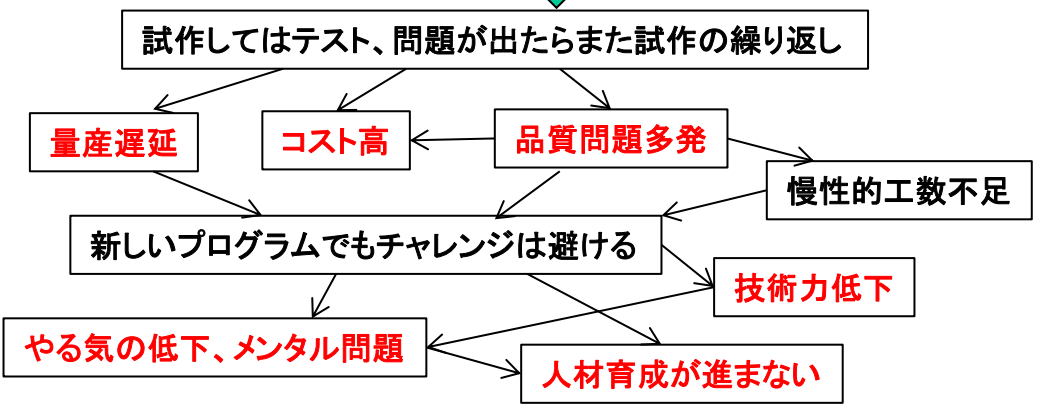 試作してはテスト、問題が出たらまた試作の繰り返し
量産遅延
コスト高
品質問題多発
慢性的工数不足
新しいプログラムでもチャレンジは避ける
技術力低下
やる気の低下、メンタル問題
人材育成が進まない